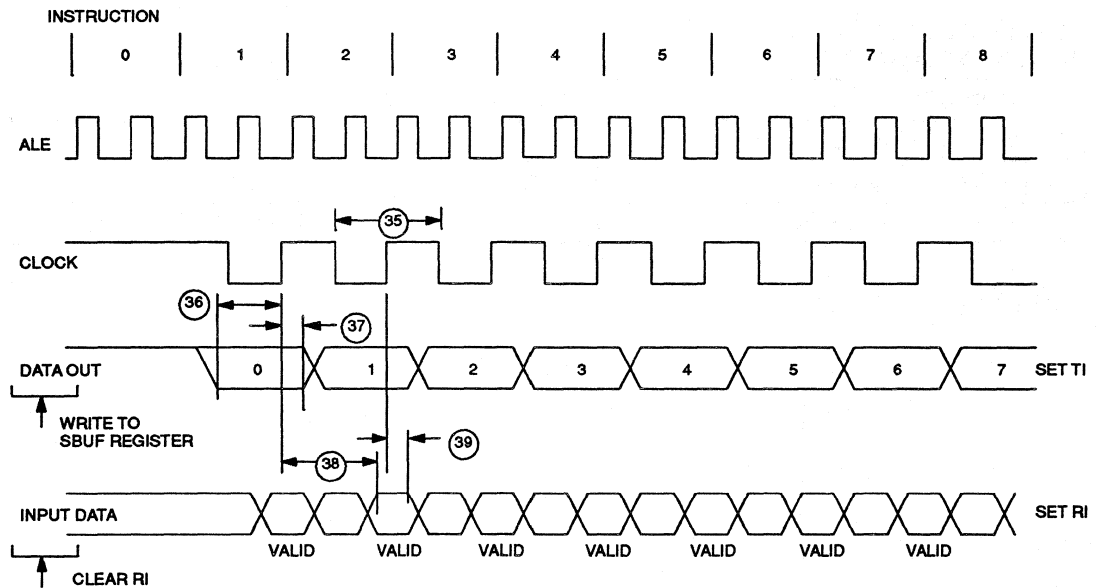 INSTRUCTION
0 1 2 3 4 5 6 7 8
ALE
35
CLOCK
36
37
DATA OUT 0 1 2 3 4 5 6 7 SET TI
WRITE TO
SBUF REGISTER
39
38
INPUT DATA SET RI
VALID VALID VALID VALID VALID VALID VALID
CLEAR RI